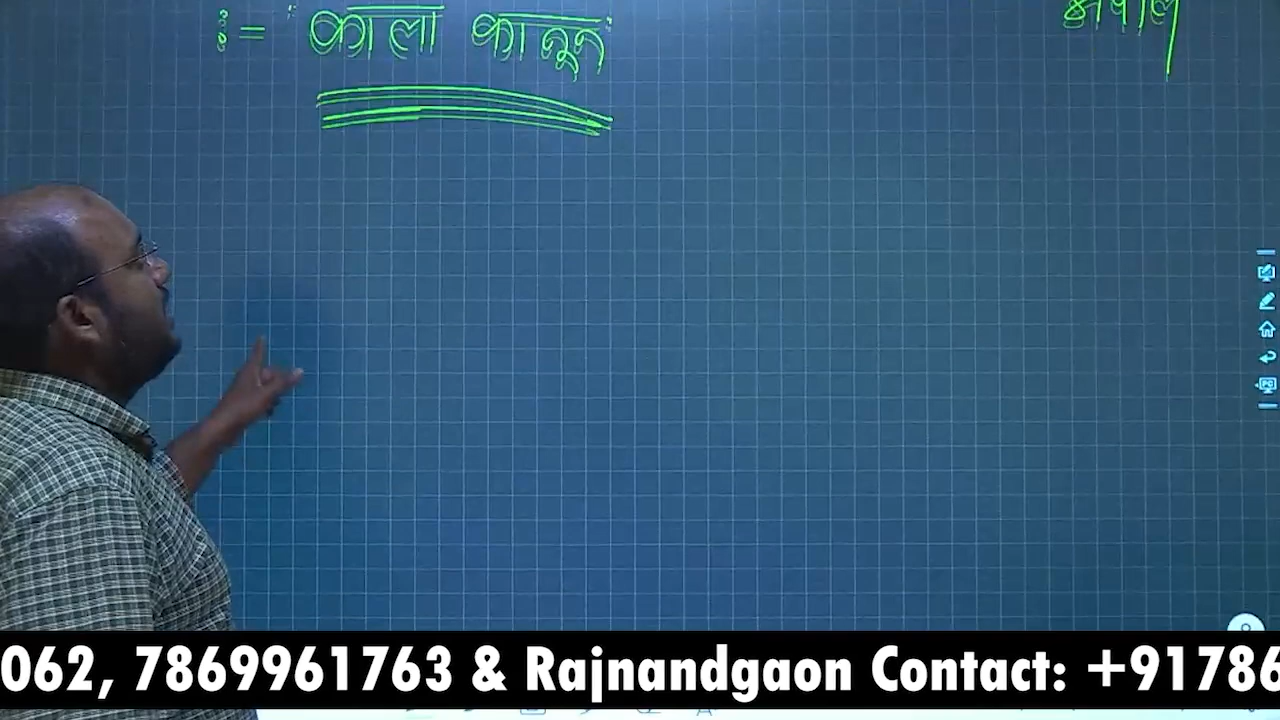 := "काला कानून"
062, 7869961763 & Rajnandgaon Contact: +91786